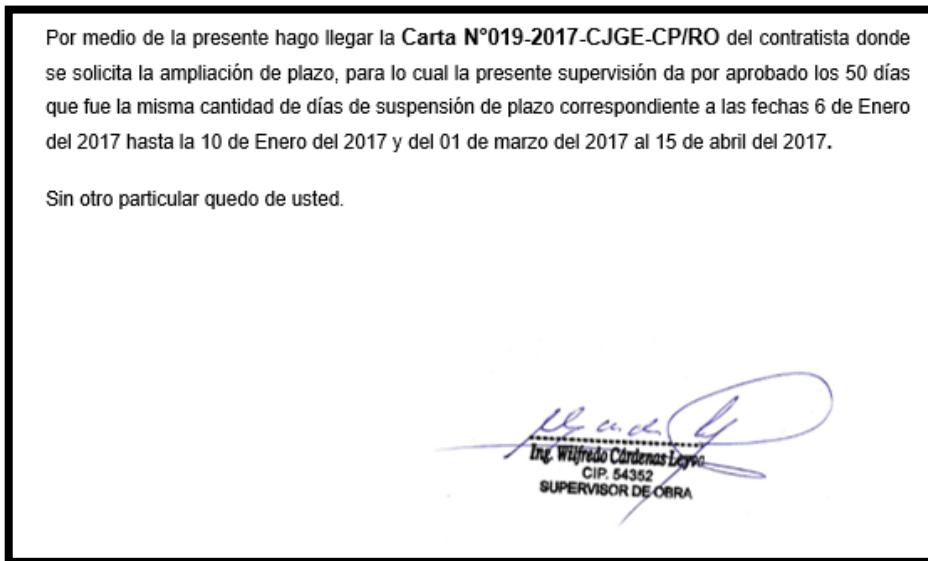 Por medio de la presente hago llegar la Carta N°019-2017-CJGE-CP/RO del contratista donde
se solicita la ampliación de plazo, para lo cual la presente supervisión da por aprobado los 50 días
que fue la misma cantidad de días de suspensión de plazo correspondiente a las fechas 6 de Enero
del 2017 hasta la 10 de Enero del 2017 y del 01 de marzo del 2017 al 15 de abril del 2017.
Sin otro particular quedo de usted.
Ing. Wilfredo Cárdenas Leyva
CIP. 54352
SUPERVISOR DE OBRA